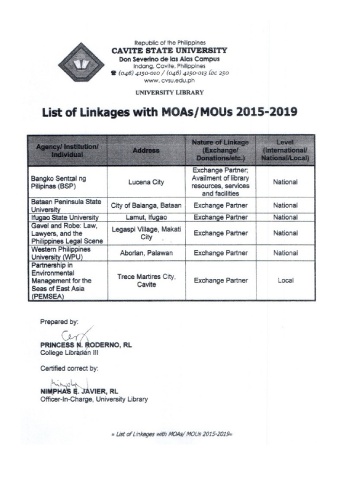 Republic of the Philippines
CAVITE STATE UNIVERSITY
Don Severino de las Alas Campus
Indang, Cavite, Philippines
☎ (046) 4150-010 / (046) 4150-013 loc 250
www.cvsu.edu.ph
UNIVERSITY LIBRARY
List of Linkages with MOAs/MOUs 2015-2019
Agency/ Institution/ Individual | Address | Nature of Linkage (Exchange/ Donations/etc.) | Level (International/ National/Local)
Bangko Sentral ng Pilipinas (BSP) | Lucena City | Exchange Partner; Availment of library resources, services and facilities | National
Bataan Peninsula State University | City of Balanga, Bataan | Exchange Partner | National
Ifugao State University | Lamut, Ifugao | Exchange Partner | National
Gavel and Robe: Law, Lawyers, and the Philippines Legal Scene | Legaspi Village, Makati City | Exchange Partner | National
Western Philippines University (WPU) | Aborlan, Palawan | Exchange Partner | National
Partnership in Environmental Management for the Seas of East Asia (PEMSEA) | Trece Martires City, Cavite | Exchange Partner | Local
Prepared by:
PRINCESS N. RODERNO, RL
College Librarian III
Certified correct by:
NIMPHAS E. JAVIER, RL
Officer-In-Charge, University Library
« List of Linkages with MOAs/ MOUs 2015-2019»